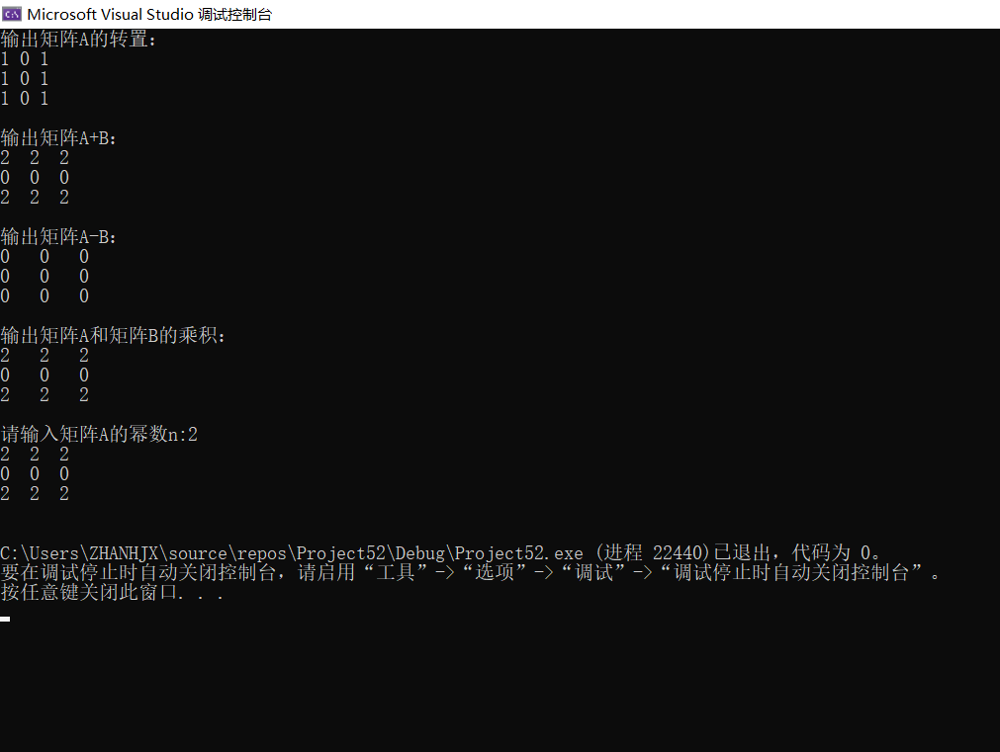 Microsoft Visual Studio 调试控制台
输出矩阵A的转置：
1 0 1
1 0 1
1 0 1
输出矩阵A+B：
2  2  2
0  0  0
2  2  2
输出矩阵A-B：
0   0   0
0   0   0
0   0   0
输出矩阵A和矩阵B的乘积：
2   2   2
0   0   0
2   2   2
请输入矩阵A的幂数n:2
2  2  2
0  0  0
2  2  2
C:\Users\ZHANHJX\source\repos\Project52\Debug\Project52.exe (进程 22440)已退出，代码为 0。
要在调试停止时自动关闭控制台，请启用“工具”->“选项”->“调试”->“调试停止时自动关闭控制台”。
按任意键关闭此窗口. . .